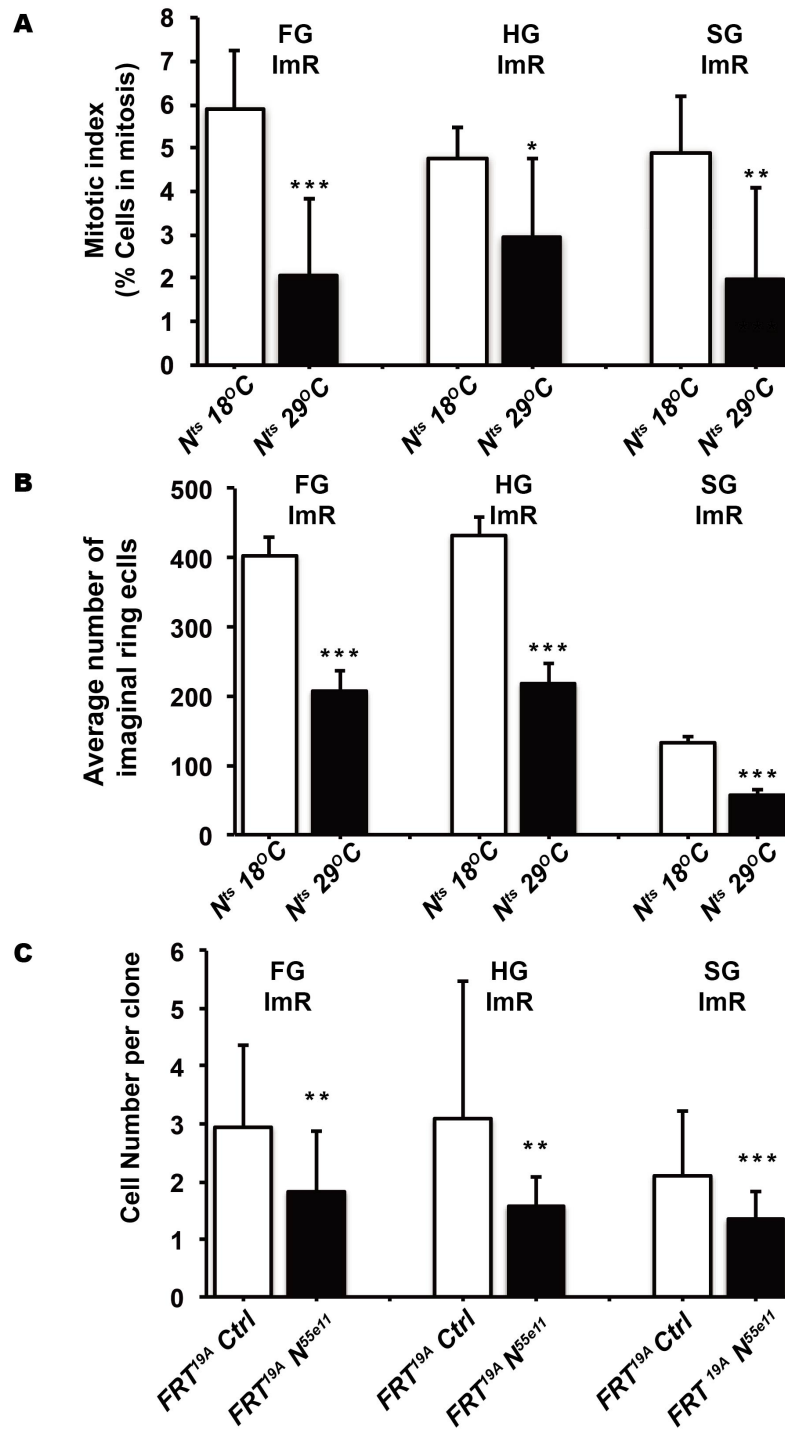 A
Mitotic index
(% Cells in mitosis)
8
7
6
5
4
3
2
1
0
FG
ImR
HG
ImR
SG
ImR
***
*
**
Nts 18oC
Nts 29oC
Nts 18oC
Nts 29oC
Nts 18oC
Nts 29oC
B
Average number of
imaginal ring eclls
500
400
300
200
100
0
FG
ImR
HG
ImR
SG
ImR
***
***
***
Nts 18oC
Nts 29oC
Nts 18oC
Nts 29oC
Nts 18oC
Nts 29oC
C
Cell Number per clone
6
5
4
3
2
1
0
FG
ImR
HG
ImR
SG
ImR
**
**
***
FRT19A Ctrl
FRT19A N55e11
FRT19A Ctrl
FRT19A N55e11
FRT19A Ctrl
FRT 19A N55e11